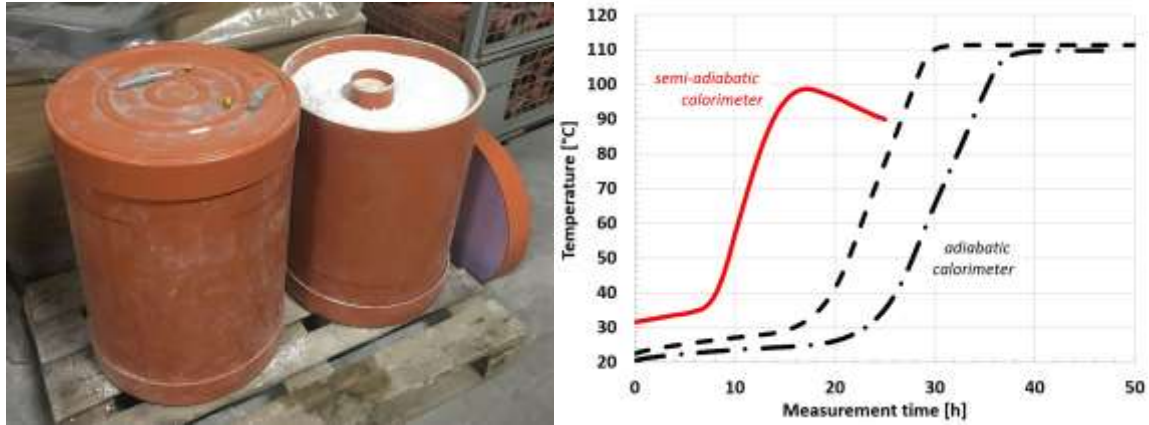 120
110
100
90
80
70
60
50
40
30
20
Temperature [°C]
semi-adiabatic
calorimeter
adiabatic
calorimeter
0 10 20 30 40 50
Measurement time [h]